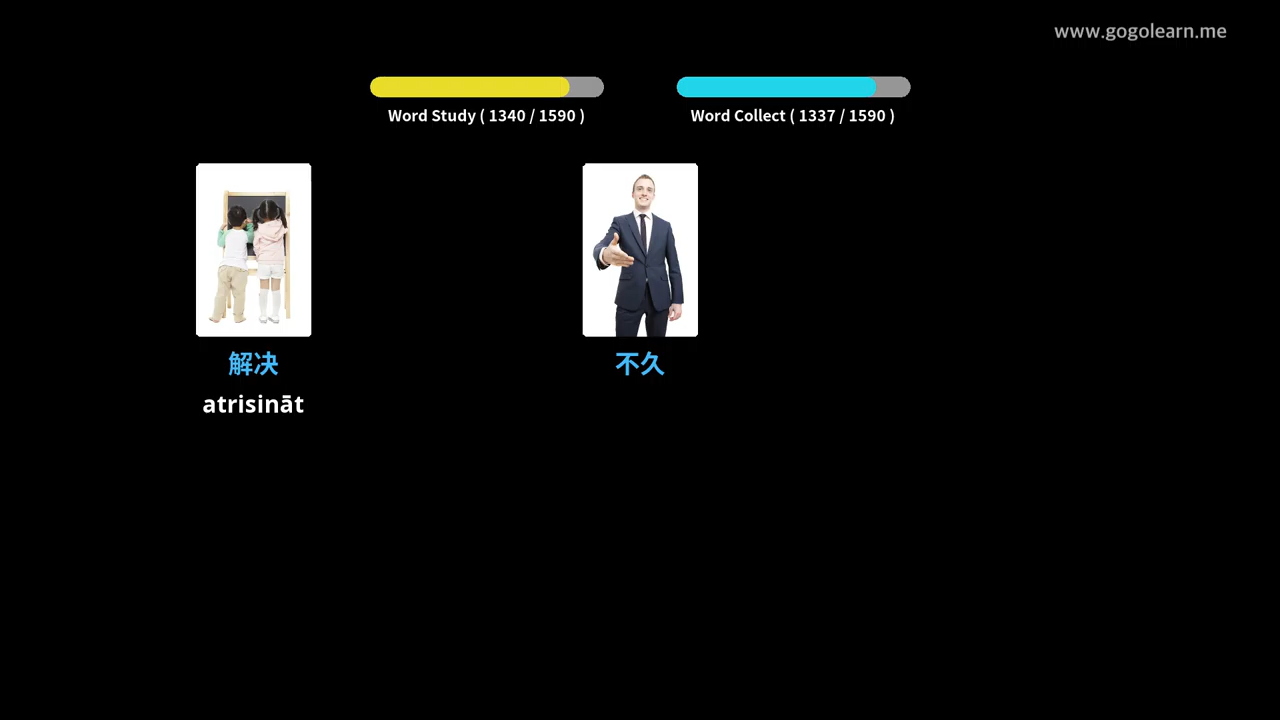 www.gogolearn.me
Word Study ( 1340 / 1590 )
Word Collect ( 1337 / 1590 )
解决
不久
atrisināt